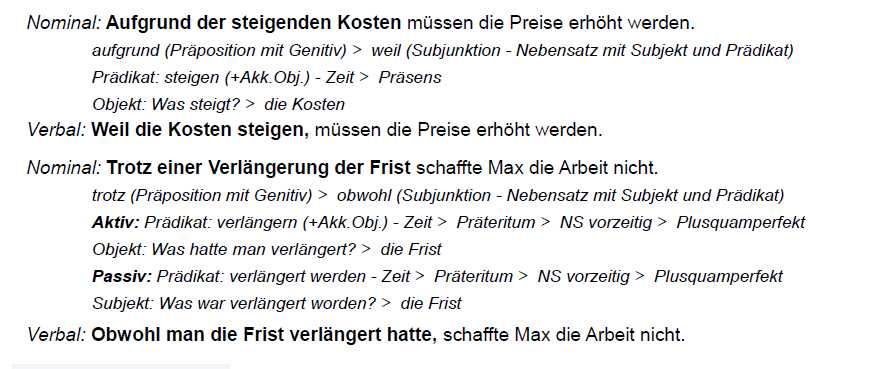 Nominal: Aufgrund der steigenden Kosten müssen die Preise erhöht werden.
aufgrund (Präposition mit Genitiv) > weil (Subjunktion - Nebensatz mit Subjekt und Prädikat)
Prädikat: steigen (+Akk.Obj.) - Zeit > Präsens
Objekt: Was steigt? > die Kosten
Verbal: Weil die Kosten steigen, müssen die Preise erhöht werden.
Nominal: Trotz einer Verlängerung der Frist schaffte Max die Arbeit nicht.
trotz (Präposition mit Genitiv) > obwohl (Subjunktion - Nebensatz mit Subjekt und Prädikat)
Aktiv: Prädikat: verlängern (+Akk.Obj.) - Zeit > Präteritum > NS vorzeitig > Plusquamperfekt
Objekt: Was hatte man verlängert? > die Frist
Passiv: Prädikat: verlängert werden - Zeit > Präteritum > NS vorzeitig > Plusquamperfekt
Subjekt: Was war verlängert worden? > die Frist
Verbal: Obwohl man die Frist verlängert hatte, schaffte Max die Arbeit nicht.